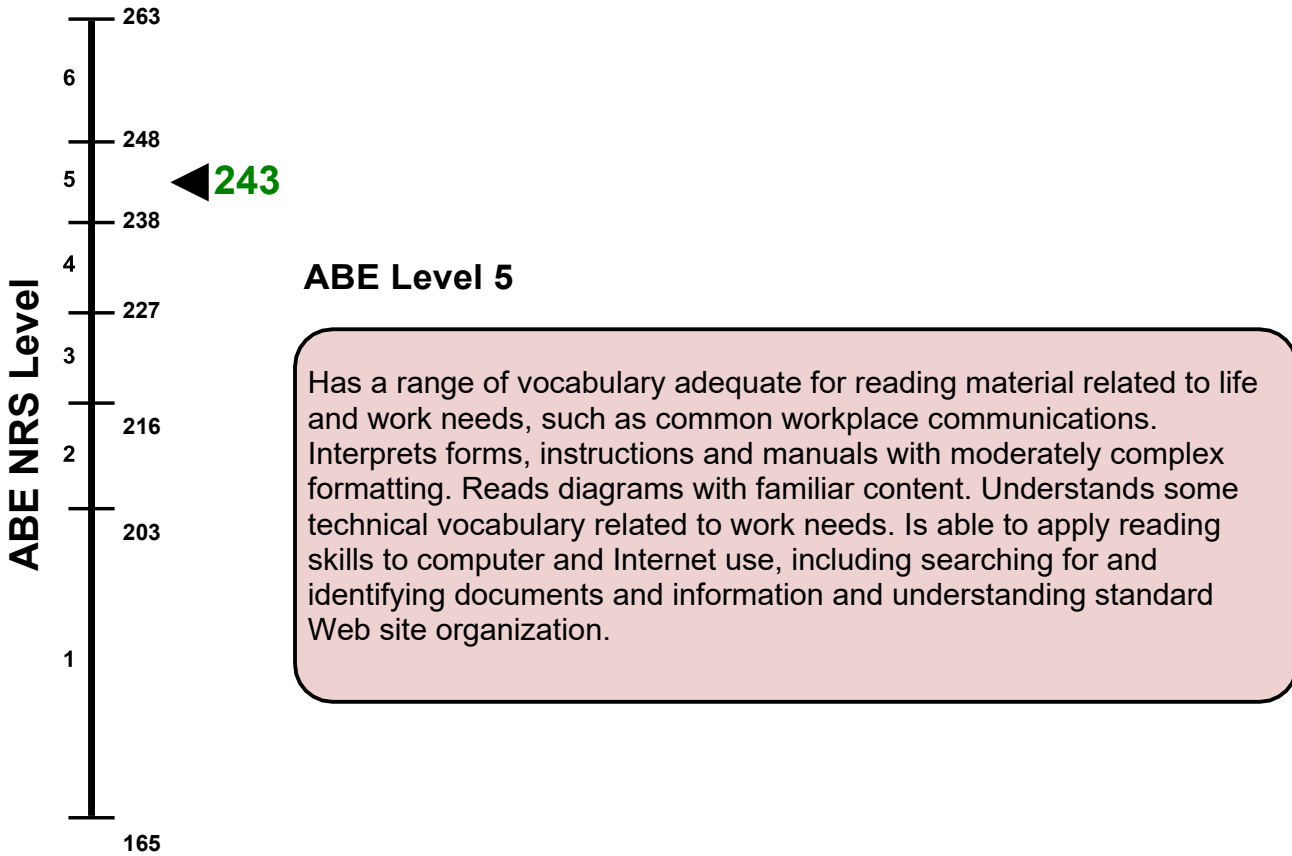 263
6
248
5
243
238
4
ABE Level 5
227
ABE NRS Level
3
Has a range of vocabulary adequate for reading material related to life
and work needs, such as common workplace communications.
216
Interprets forms, instructions and manuals with moderately complex
2
formatting. Reads diagrams with familiar content. Understands some
203
technical vocabulary related to work needs. Is able to apply reading
skills to computer and Internet use, including searching for and
identifying documents and information and understanding standard
Web site organization.
1
165